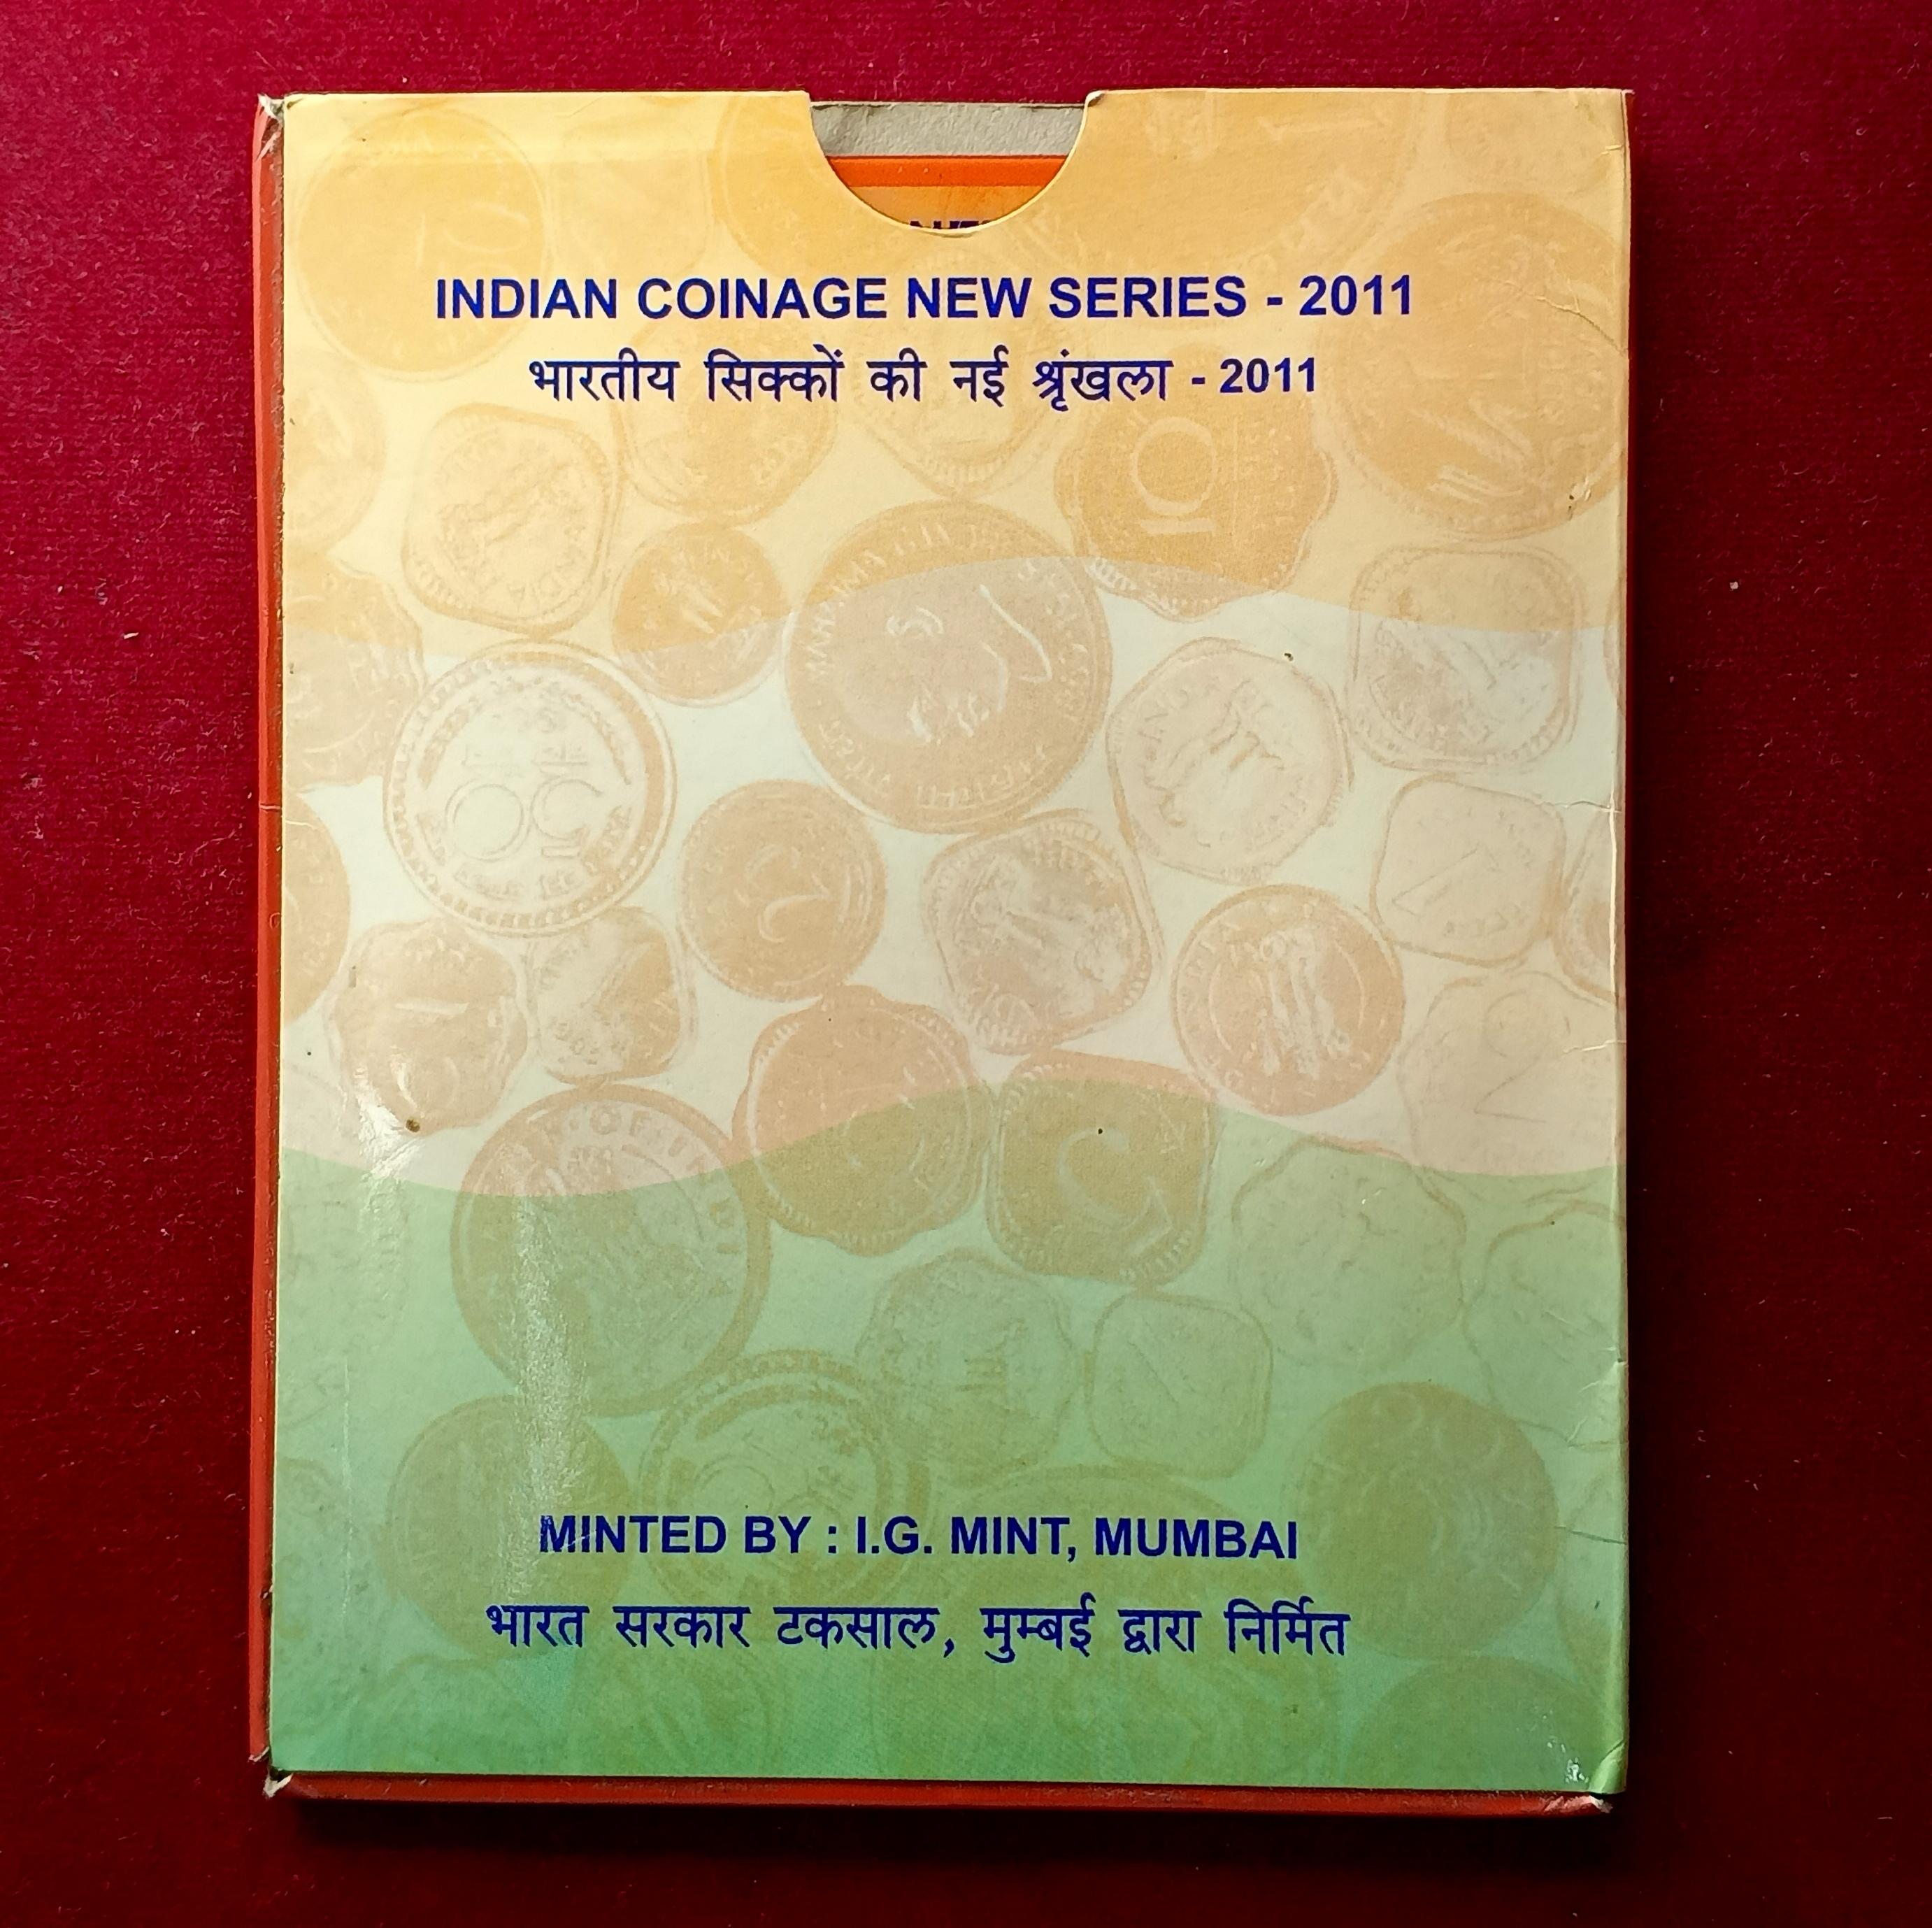 INDIAN COINAGE NEW SERIES - 2011
भारतीय सिक्कों की नई श्रृंखला - 2011
MINTED BY : I.G. MINT, MUMBAI
भारत सरकार टकसाल, मुम्बई द्वारा निर्मित